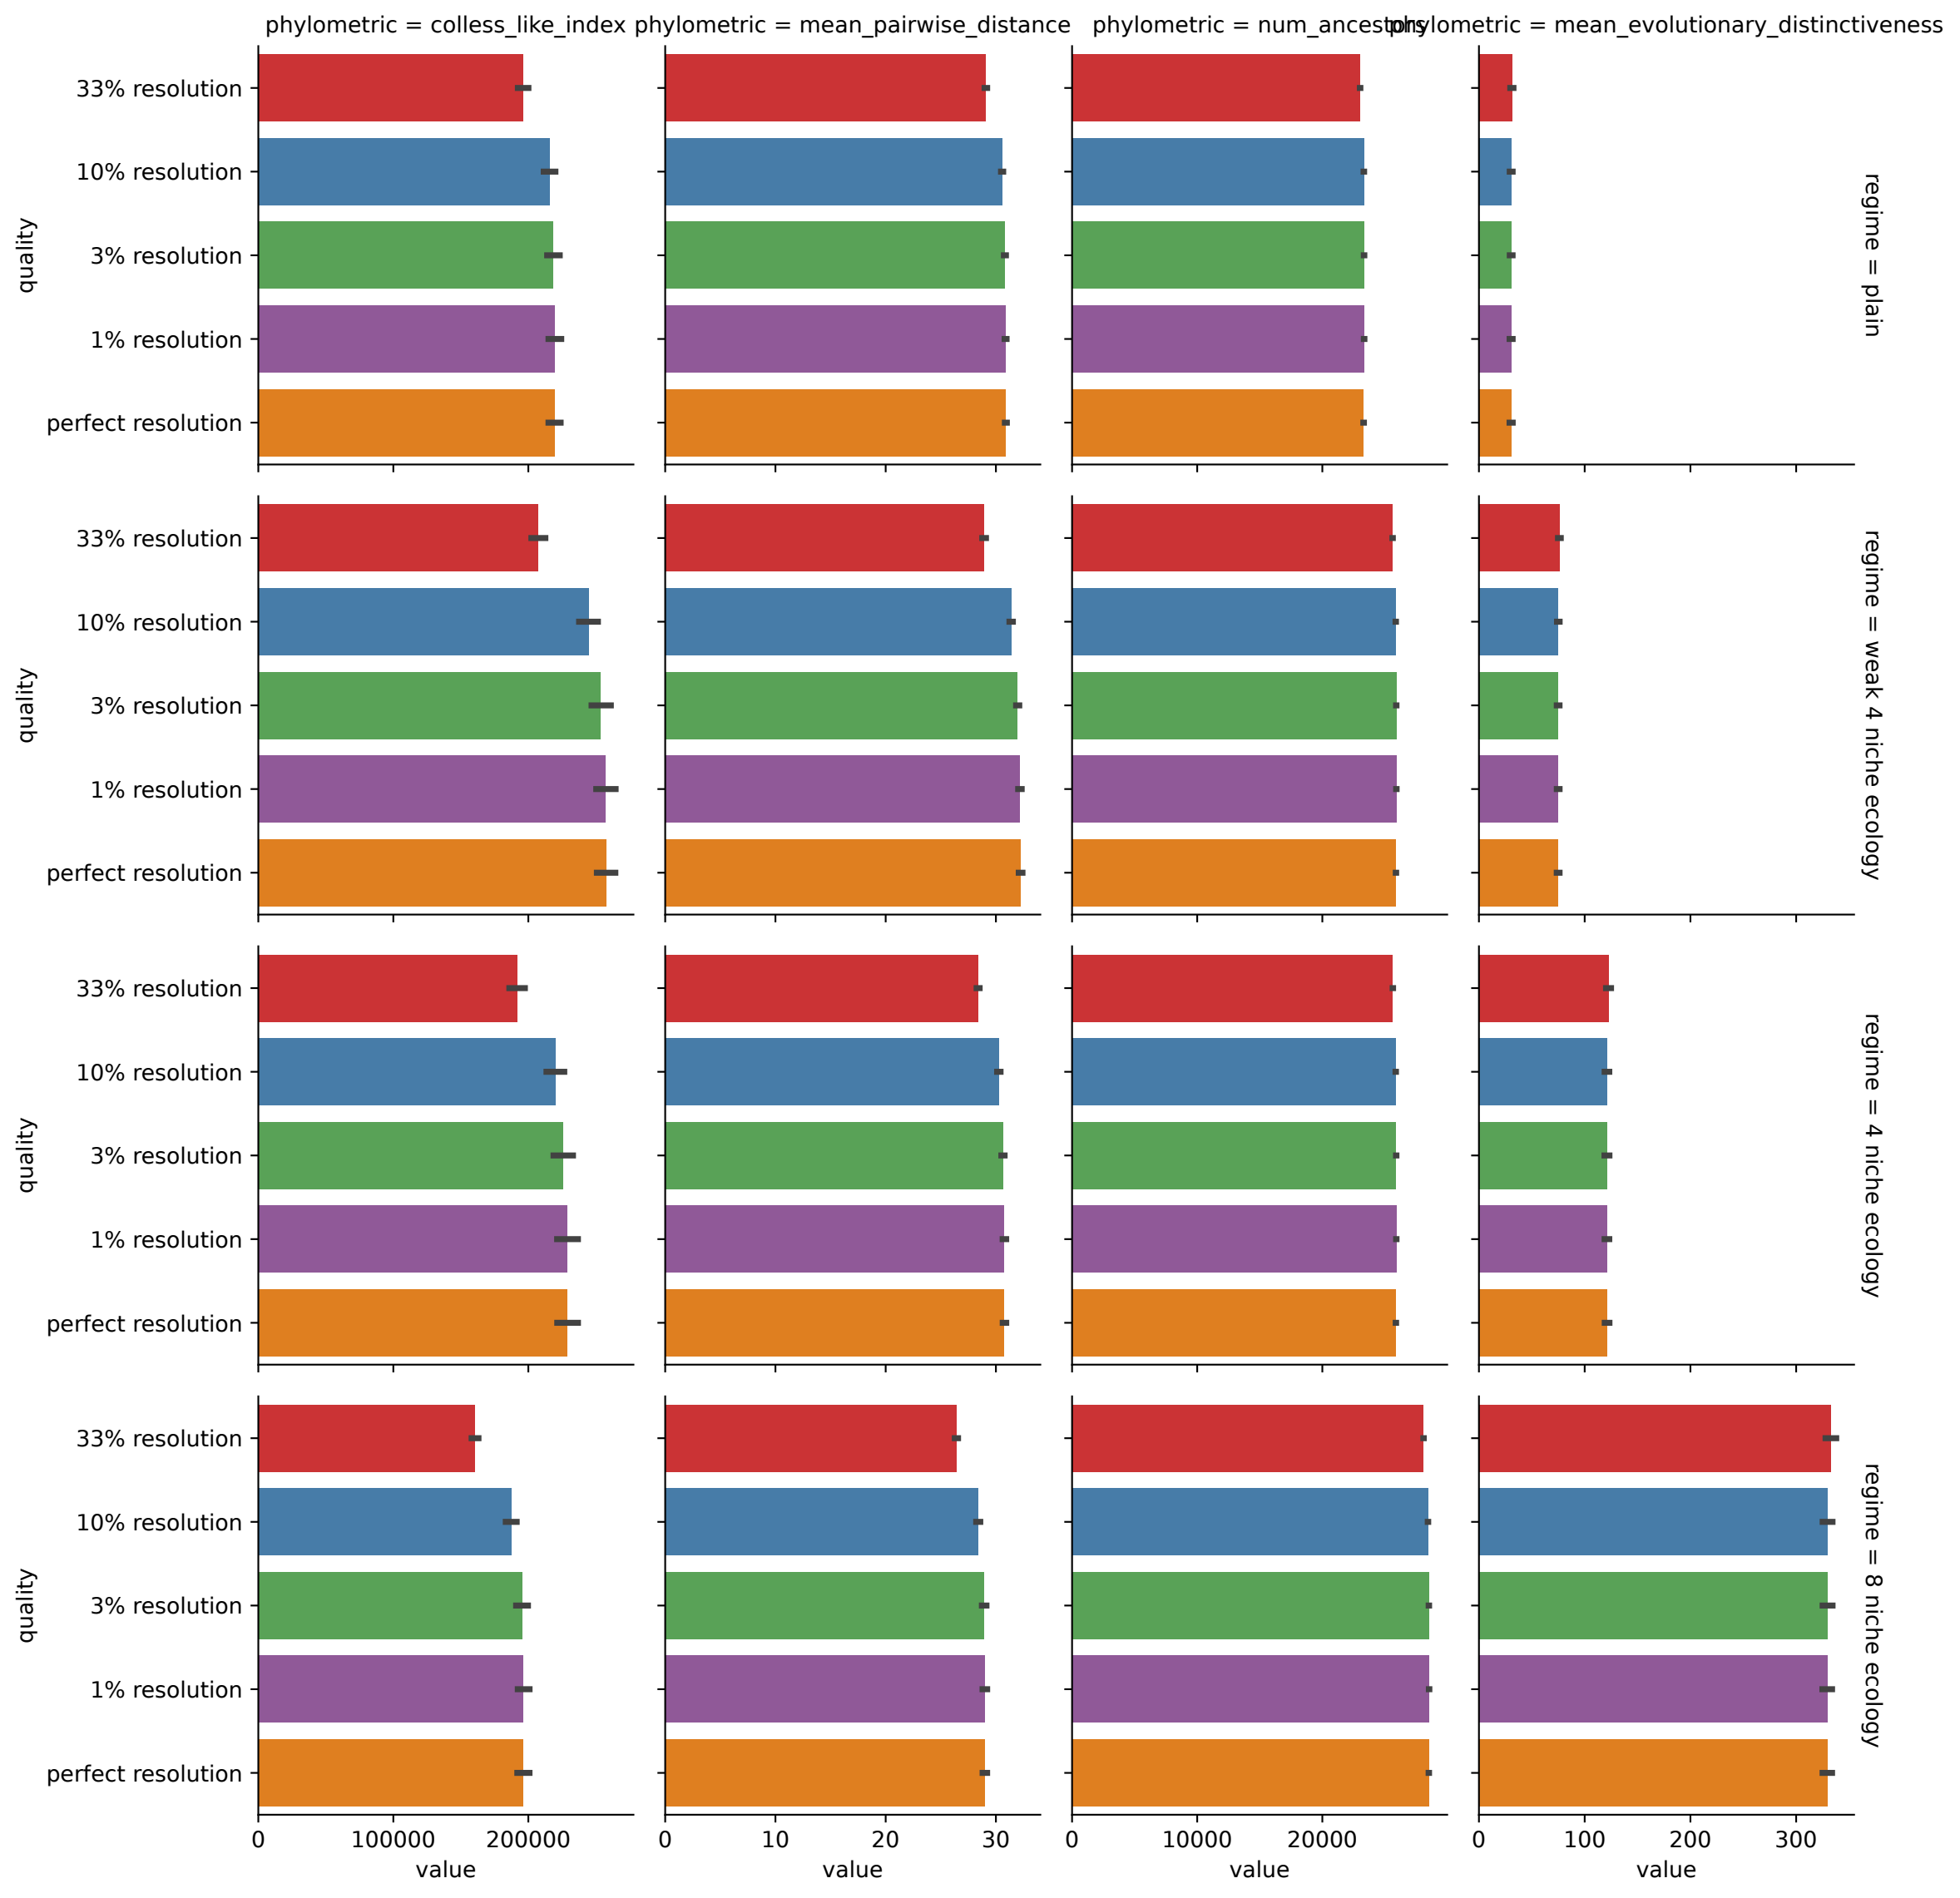 phylometric = colless_like_index
phylometric = mean_pairwise_distance
phylometric = num_ancestors
phylometric = mean_evolutionary_distinctiveness
quality
33% resolution
10% resolution
3% resolution
1% resolution
perfect resolution
regime = plain
quality
33% resolution
10% resolution
3% resolution
1% resolution
perfect resolution
regime = weak 4 niche ecology
quality
33% resolution
10% resolution
3% resolution
1% resolution
perfect resolution
regime = 4 niche ecology
quality
33% resolution
10% resolution
3% resolution
1% resolution
perfect resolution
regime = 8 niche ecology
0 100000 200000
0 10 20 30
0 10000 20000
0 100 200 300
value
value
value
value